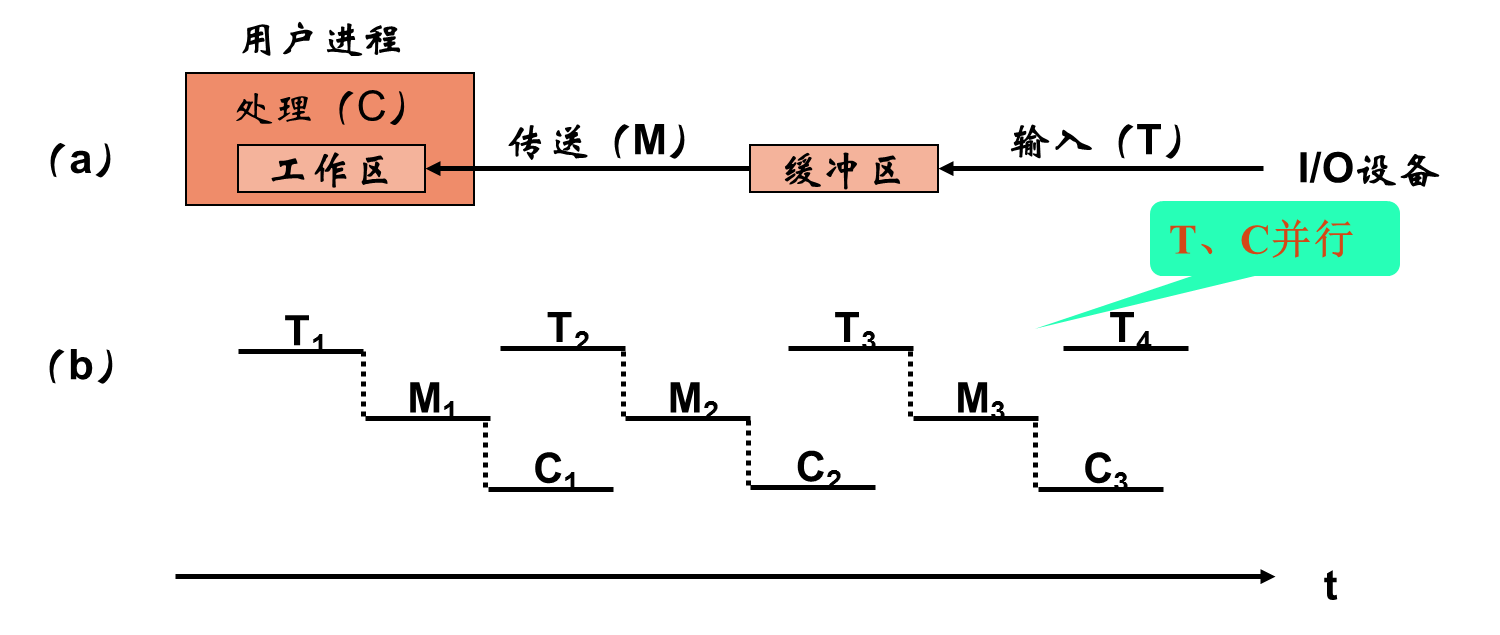 用户进程
处理（C）
(a) 工作区 传送（M） 缓冲区 输入（T） I/O设备
T、C并行
(b) T1 T2 T3 T4
M1 M2 M3
C1 C2 C3
t